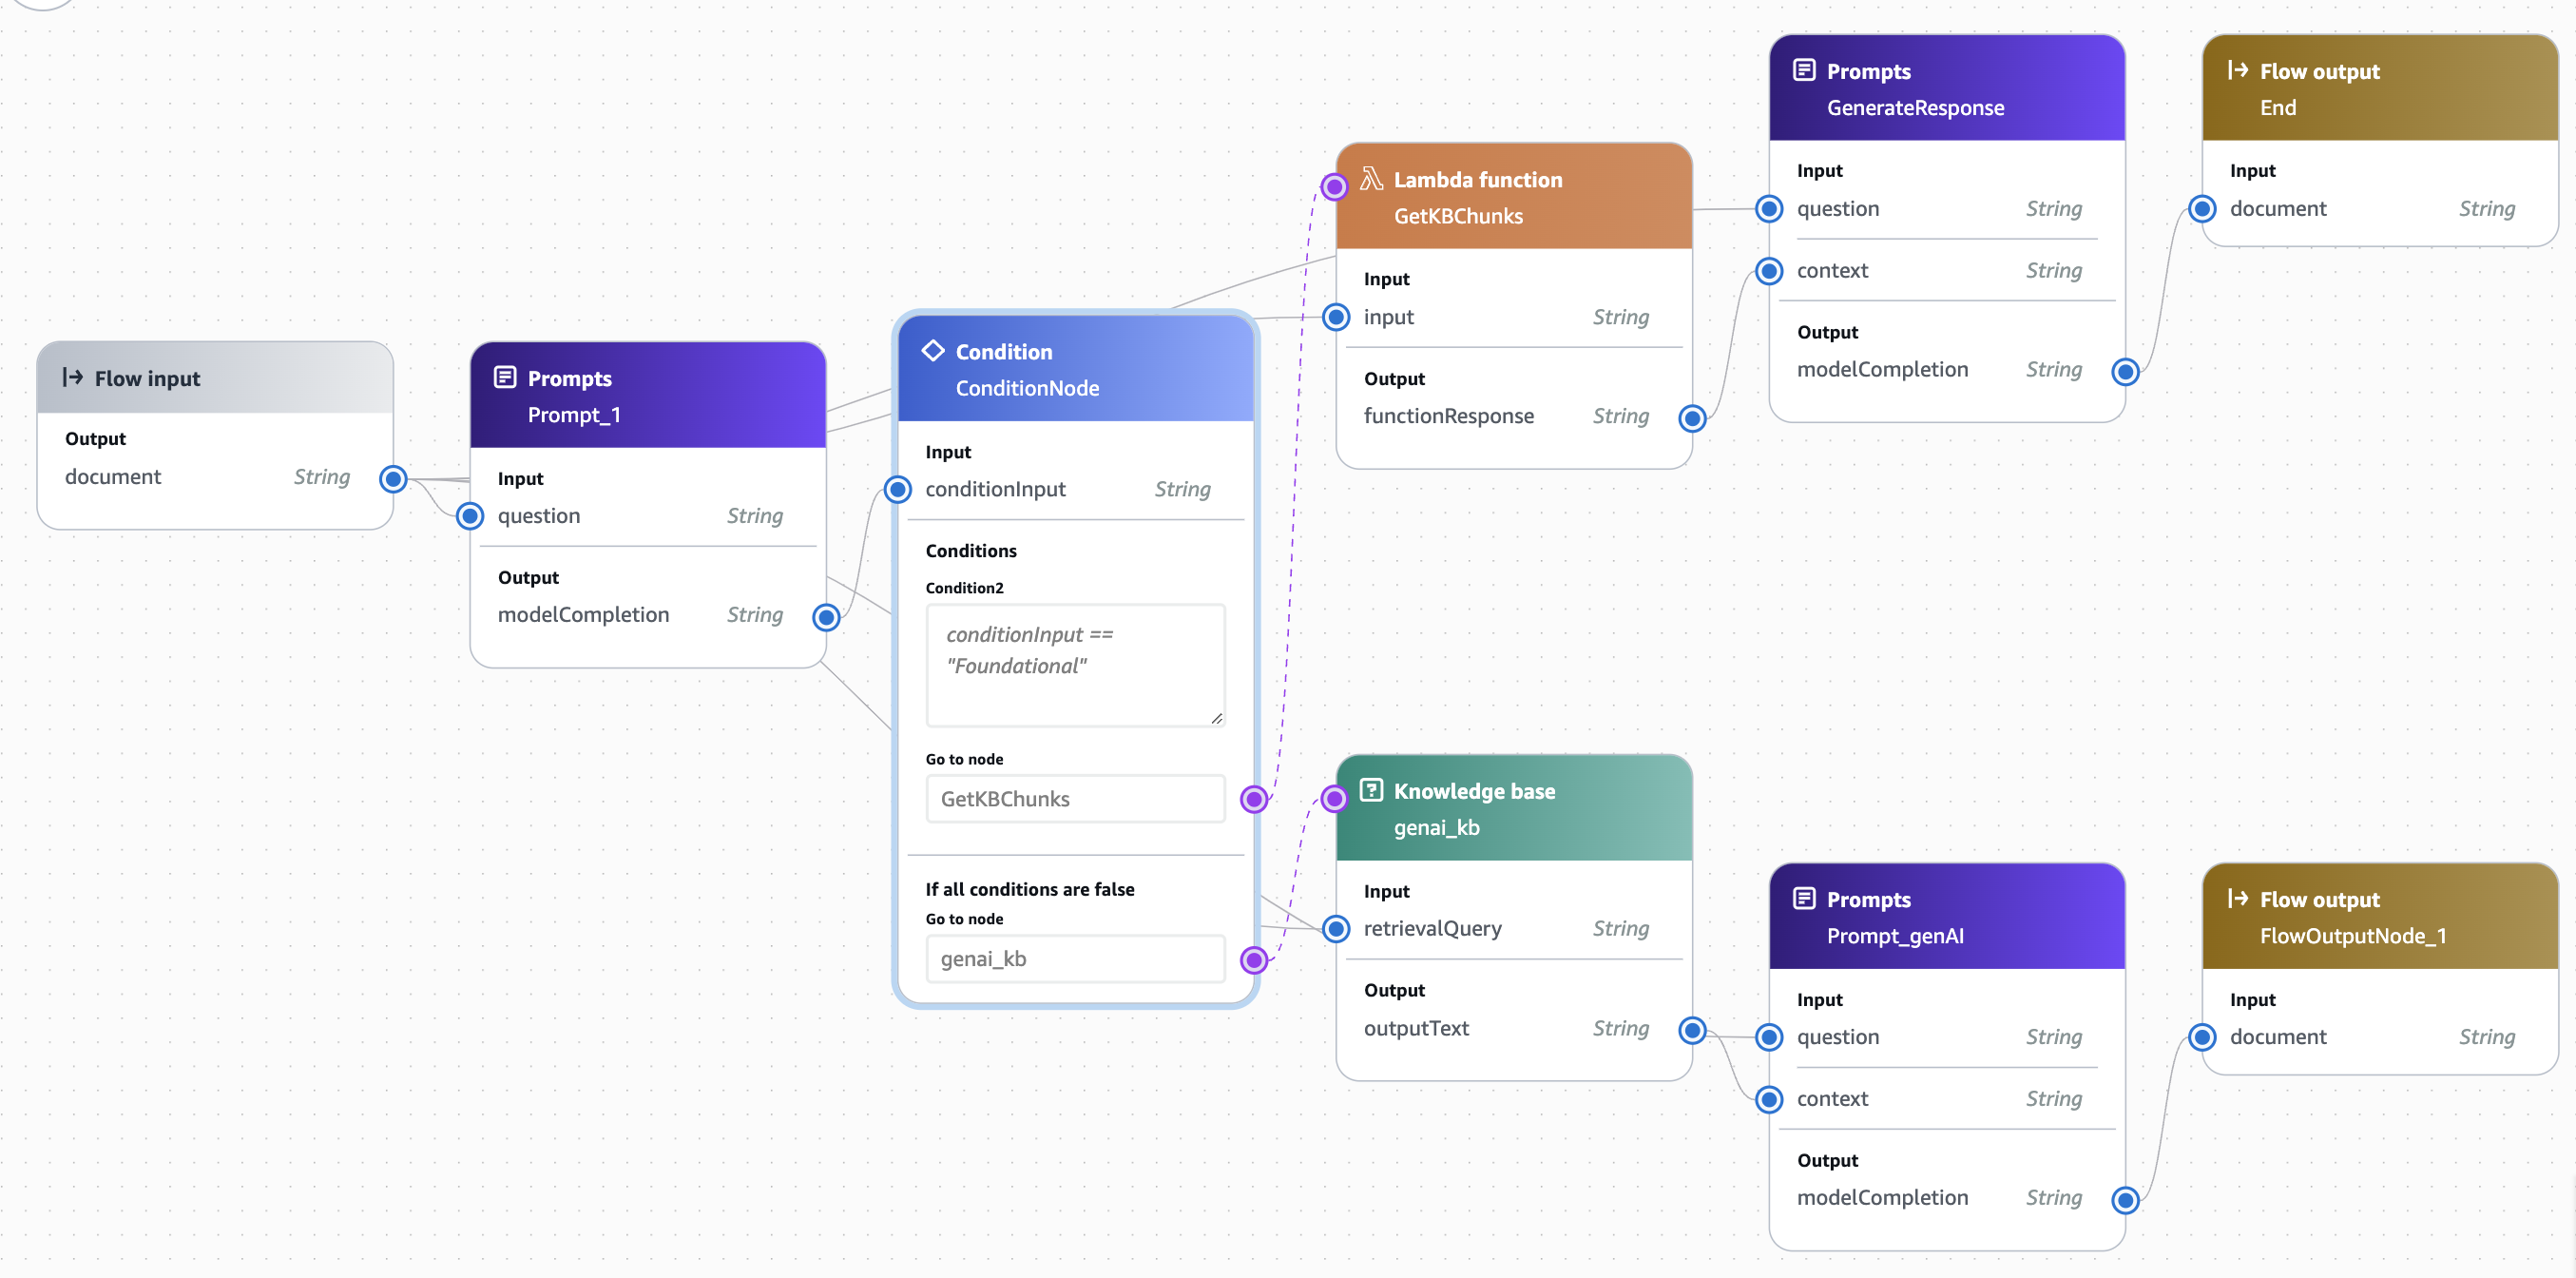 Flow input
Output
document String
Prompts
Prompt_1
Input
question String
Output
modelCompletion String
Condition
ConditionNode
Input
conditionInput String
Conditions
Condition2
conditionInput ==
"Foundational"
Go to node
GetKBChunks
If all conditions are false
Go to node
genai_kb
Lambda function
GetKBChunks
Input
input String
Output
functionResponse String
Prompts
GenerateResponse
Input
question String
context String
Output
modelCompletion String
Flow output
End
Input
document String
Knowledge base
genai_kb
Input
retrievalQuery String
Output
outputText String
Prompts
Prompt_genAI
Input
question String
context String
Output
modelCompletion String
Flow output
FlowOutputNode_1
Input
document String